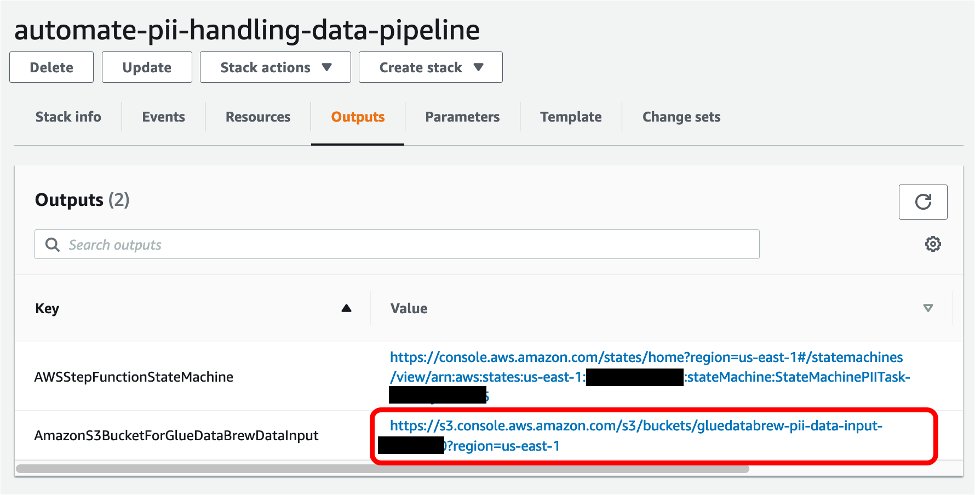 automate-pii-handling-data-pipeline
Delete Update Stack actions ▼ Create stack ▼
Stack info Events Resources Outputs Parameters Template Change sets
Outputs (2)
Search outputs
Key ▲ Value ▽
https://console.aws.amazon.com/states/home?region=us-east-1#/statemachines
AWSStepFunctionStateMachine /view/arn:aws:states:us-east-1: :stateMachine:StateMachinePIITask-
https://s3.console.aws.amazon.com/s3/buckets/gluedatabrew-pii-data-input-
AmazonS3BucketForGlueDataBrewDataInput
?region=us-east-1